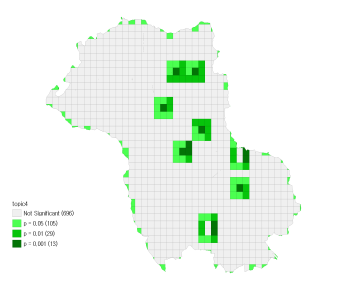 topic4
Not Significant (696)
p = 0.05 (105)
p = 0.01 (29)
p = 0.001 (13)